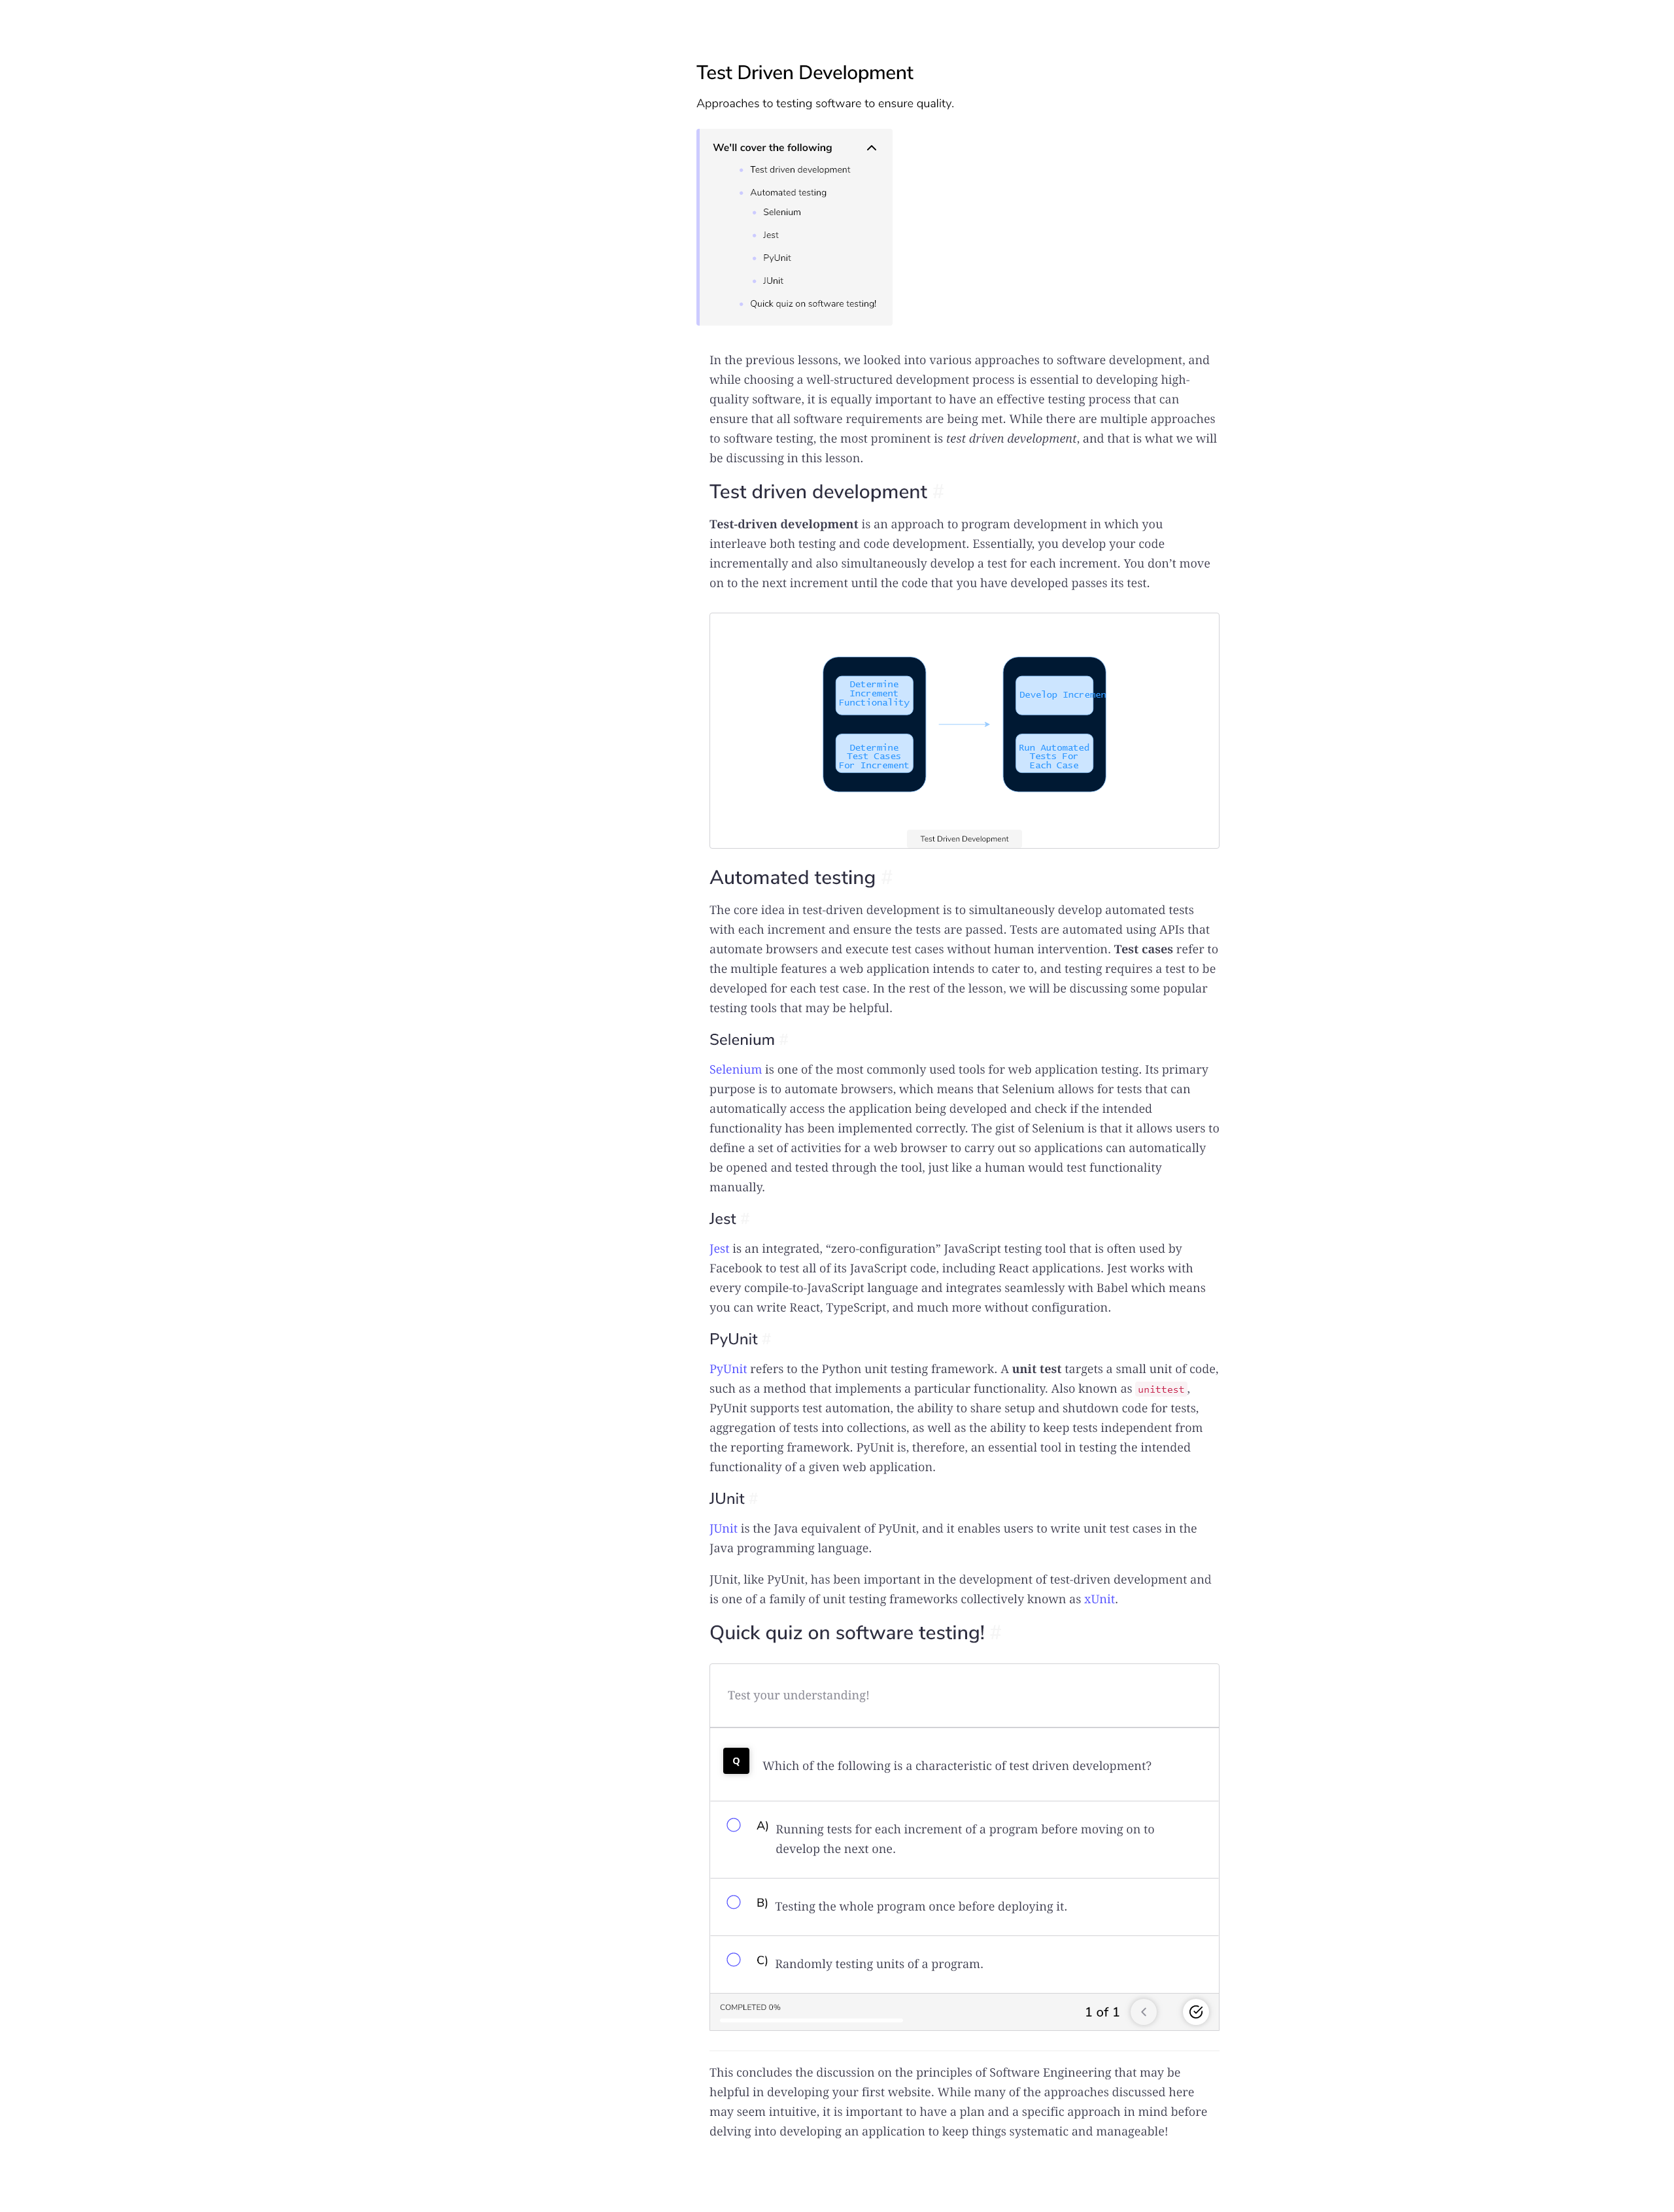 Test Driven Development
Approaches to testing software to ensure quality.
We'll cover the following
Test driven development
Automated testing
Selenium
Jest
PyUnit
JUnit
Quick quiz on software testing!
In the previous lessons, we looked into various approaches to software development, and
while choosing a well-structured development process is essential to developing high-
quality software, it is equally important to have an effective testing process that can
ensure that all software requirements are being met. While there are multiple approaches
to software testing, the most prominent is test driven development, and that is what we will
be discussing in this lesson.
Test driven development #
Test-driven development is an approach to program development in which you
interleave both testing and code development. Essentially, you develop your code
incrementally and also simultaneously develop a test for each increment. You don’t move
on to the next increment until the code that you have developed passes its test.
Determine
Increment
Functionality
Determine
Test Cases
For Increment
Develop Incremen
Run Automated
Tests For
Each Case
Test Driven Development
Automated testing #
The core idea in test-driven development is to simultaneously develop automated tests
with each increment and ensure the tests are passed. Tests are automated using APIs that
automate browsers and execute test cases without human intervention. Test cases refer to
the multiple features a web application intends to cater to, and testing requires a test to be
developed for each test case. In the rest of the lesson, we will be discussing some popular
testing tools that may be helpful.
Selenium #
Selenium is one of the most commonly used tools for web application testing. Its primary
purpose is to automate browsers, which means that Selenium allows for tests that can
automatically access the application being developed and check if the intended
functionality has been implemented correctly. The gist of Selenium is that it allows users to
define a set of activities for a web browser to carry out so applications can automatically
be opened and tested through the tool, just like a human would test functionality
manually.
Jest #
Jest is an integrated, “zero-configuration” JavaScript testing tool that is often used by
Facebook to test all of its JavaScript code, including React applications. Jest works with
every compile-to-JavaScript language and integrates seamlessly with Babel which means
you can write React, TypeScript, and much more without configuration.
PyUnit #
PyUnit refers to the Python unit testing framework. A unit test targets a small unit of code,
such as a method that implements a particular functionality. Also known as unittest,
PyUnit supports test automation, the ability to share setup and shutdown code for tests,
aggregation of tests into collections, as well as the ability to keep tests independent from
the reporting framework. PyUnit is, therefore, an essential tool in testing the intended
functionality of a given web application.
JUnit #
JUnit is the Java equivalent of PyUnit, and it enables users to write unit test cases in the
Java programming language.
JUnit, like PyUnit, has been important in the development of test-driven development and
is one of a family of unit testing frameworks collectively known as xUnit.
Quick quiz on software testing! #
Test your understanding!
Q Which of the following is a characteristic of test driven development?
A) Running tests for each increment of a program before moving on to
develop the next one.
B) Testing the whole program once before deploying it.
C) Randomly testing units of a program.
COMPLETED 0%
1 of 1
This concludes the discussion on the principles of Software Engineering that may be
helpful in developing your first website. While many of the approaches discussed here
may seem intuitive, it is important to have a plan and a specific approach in mind before
delving into developing an application to keep things systematic and manageable!